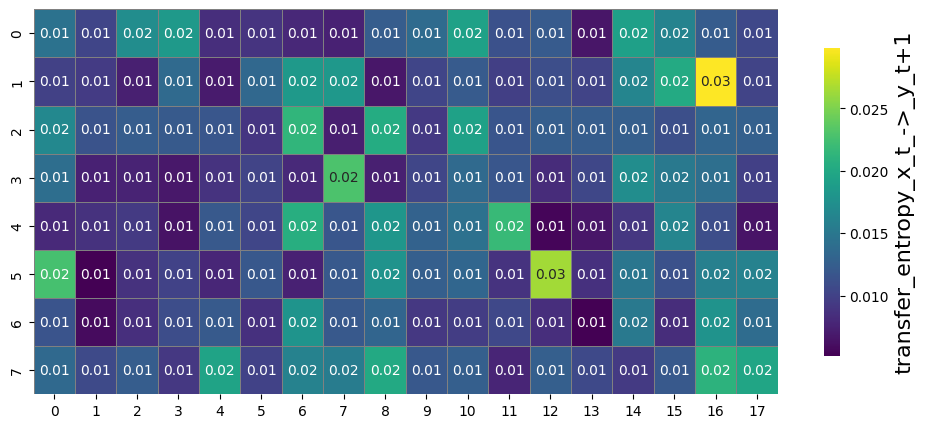 0 0.01 0.01 0.02 0.02 0.01 0.01 0.01 0.01 0.01 0.01 0.02 0.01 0.01 0.01 0.02 0.02 0.01 0.01
1 0.01 0.01 0.01 0.01 0.01 0.01 0.02 0.02 0.01 0.01 0.01 0.01 0.01 0.01 0.02 0.02 0.03 0.01
2 0.02 0.01 0.01 0.01 0.01 0.01 0.02 0.01 0.02 0.01 0.02 0.01 0.01 0.01 0.01 0.01 0.01 0.01
3 0.01 0.01 0.01 0.01 0.01 0.01 0.01 0.02 0.01 0.01 0.01 0.01 0.01 0.01 0.02 0.02 0.01 0.01
4 0.01 0.01 0.01 0.01 0.01 0.01 0.02 0.01 0.02 0.01 0.01 0.02 0.01 0.01 0.01 0.02 0.01 0.01
5 0.02 0.01 0.01 0.01 0.01 0.01 0.01 0.01 0.02 0.01 0.01 0.01 0.03 0.01 0.01 0.01 0.02 0.02
6 0.01 0.01 0.01 0.01 0.01 0.01 0.02 0.01 0.01 0.01 0.01 0.01 0.01 0.01 0.02 0.01 0.02 0.01
7 0.01 0.01 0.01 0.01 0.02 0.01 0.02 0.02 0.02 0.01 0.01 0.01 0.01 0.01 0.01 0.01 0.02 0.02
0 1 2 3 4 5 6 7 8 9 10 11 12 13 14 15 16 17
0.025
0.020
0.015
0.010
transfer_entropy_x_t_->_y_t+1